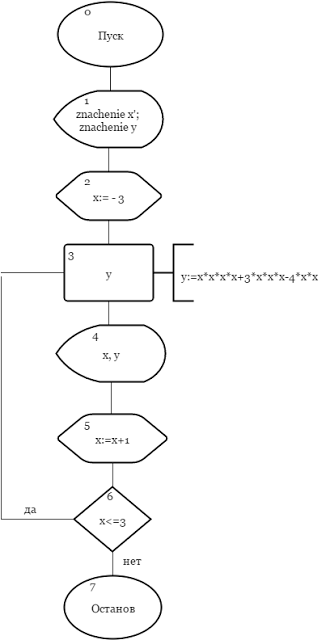 0
Пуск
1
znachenie x';
znachenie y
2
x:= - 3
3
y
y:=x*x*x*x+3*x*x*x-4*x*x
4
x, y
5
x:=x+1
6
да
x<=3
нет
7
Останов